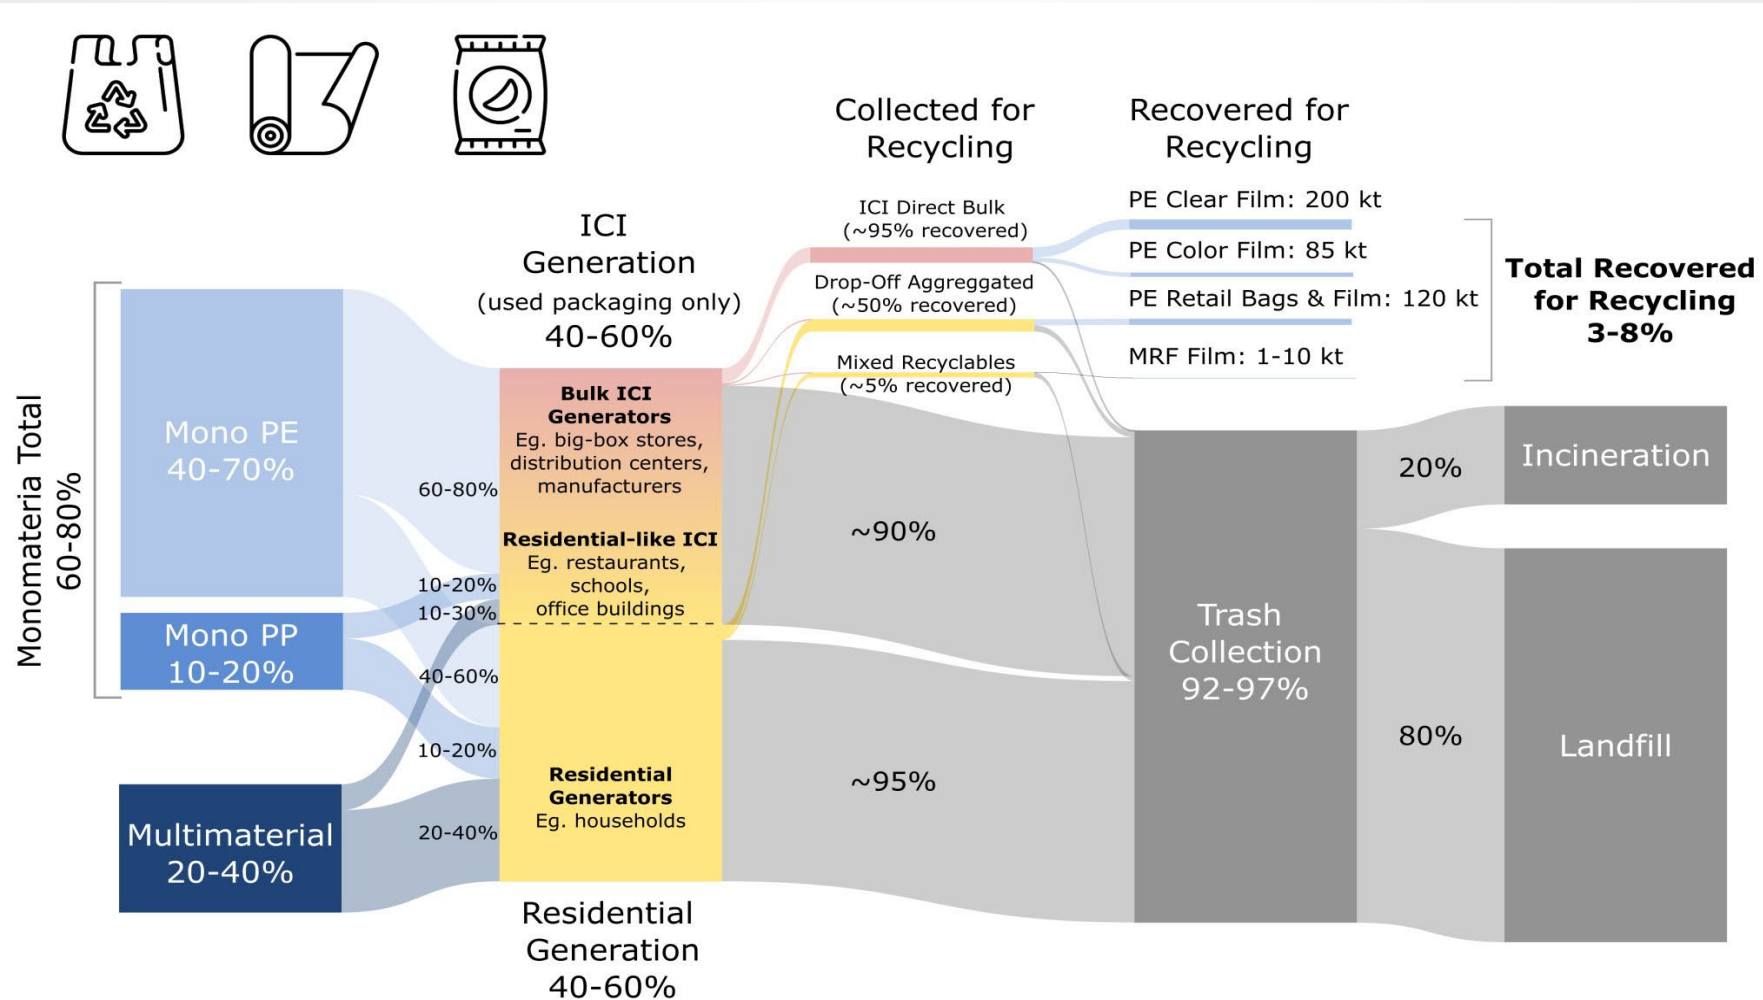 Collected for
Recycling
Recovered for
Recycling
ICI
Generation
(used packaging only)
40-60%
ICI Direct Bulk
(~95% recovered)
Drop-Off Aggreggated
(~50% recovered)
Mixed Recyclables
(~5% recovered)
PE Clear Film: 200 kt
PE Color Film: 85 kt
PE Retail Bags & Film: 120 kt
MRF Film: 1-10 kt
Total Recovered
for Recycling
3-8%
Monomateria Total
60-80%
Mono PE
40-70%
Mono PP
10-20%
Multimaterial
20-40%
60-80%
10-20%
10-30%
40-60%
10-20%
20-40%
Bulk ICI
Generators
Eg. big-box stores,
distribution centers,
manufacturers
Residential-like ICI
Eg. restaurants,
schools,
office buildings
Residential
Generators
Eg. households
Residential
Generation
40-60%
~90%
~95%
Trash
Collection
92-97%
20%
80%
Incineration
Landfill